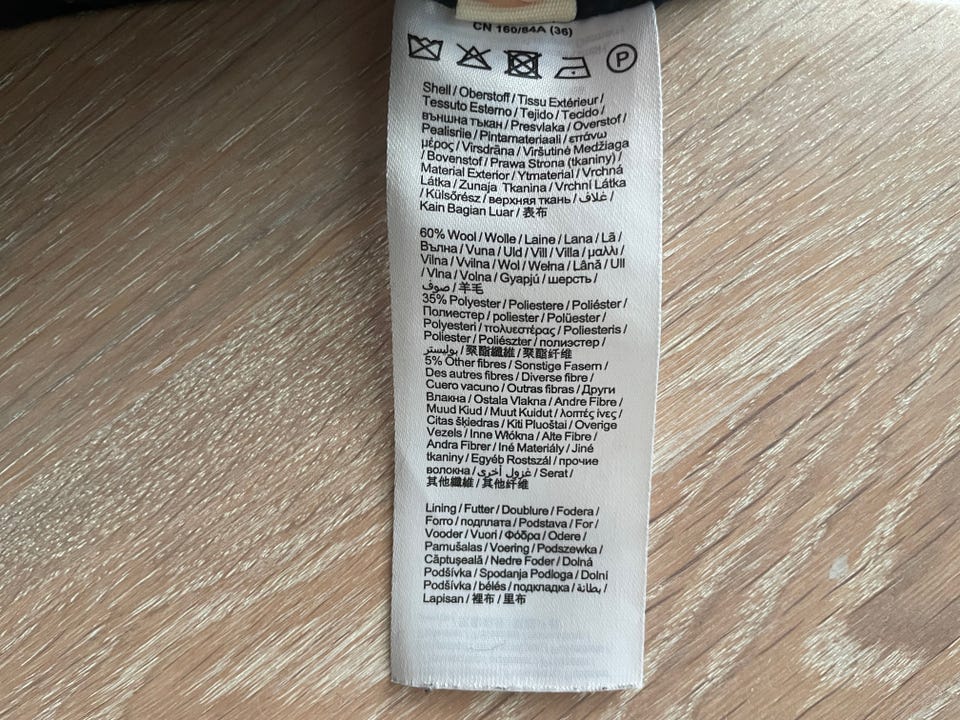 CN 160/84A (36)
P
Shell / Oberstoff / Tissu Extérieur /
Tessuto Esterno / Tejido / Tecido /
външна тъкан / Presvlaka / Overstof /
Pealisriie / Pintamateriaali / επάνω
μέρος / Virsdrāna / Viršutinė Medžiaga
/ Bovenstof / Prawa Strona (tkaniny) /
Material Exterior / Ytmaterial / Vrchná
Látka / Zunaja Tkanina / Vrchní Látka
/ Külsőrész / верхняя ткань / غلاف /
Kain Bagian Luar / 表布
60% Wool / Wolle / Laine / Lana / Lã /
Вълна / Vuna / Uld / Vill / Villa / μαλλι /
Vilna / Vvilna / Wol / Wełna / Lână / Ull
/ Vlna / Volna / Gyapjú / шерсть /
صوف / 羊毛
35% Polyester / Poliestere / Poliéster /
Полиестер / poliester / Polüester /
Polyesteri / πολυεστέρας / Poliesteris /
Poliester / Poliészter / полиэстер /
بوليستر / 聚酯纖維 / 聚酯纤维
5% Other fibres / Sonstige Fasern /
Des autres fibres / Diverse fibre /
Cuero vacuno / Outras fibras / Други
Влакна / Ostala Vlakna / Andre Fibre /
Muud Kiud / Muut Kuidut / λοπτές ίνες /
Citas šķiedras / Kiti Pluoštai / Overige
Vezels / Inne Włókna / Alte Fibre /
Andra Fibrer / Iné Materiály / Jiné
tkaniny / Egyéb Rostszál / прочие
волокна / غزول أخرى / Serat /
其他纖維 / 其他纤维
Lining / Futter / Doublure / Fodera /
Forro / подплата / Podstava / For /
Vooder / Vuori / Φόδρα / Odere /
Pamušalas / Voering / Podszewka /
Căptușeală / Nedre Foder / Dolná
Podšívka / Spodanja Podloga / Dolní
Podšívka / bélés / подкладка / بطانة /
Lapisan / 裡布 / 里布